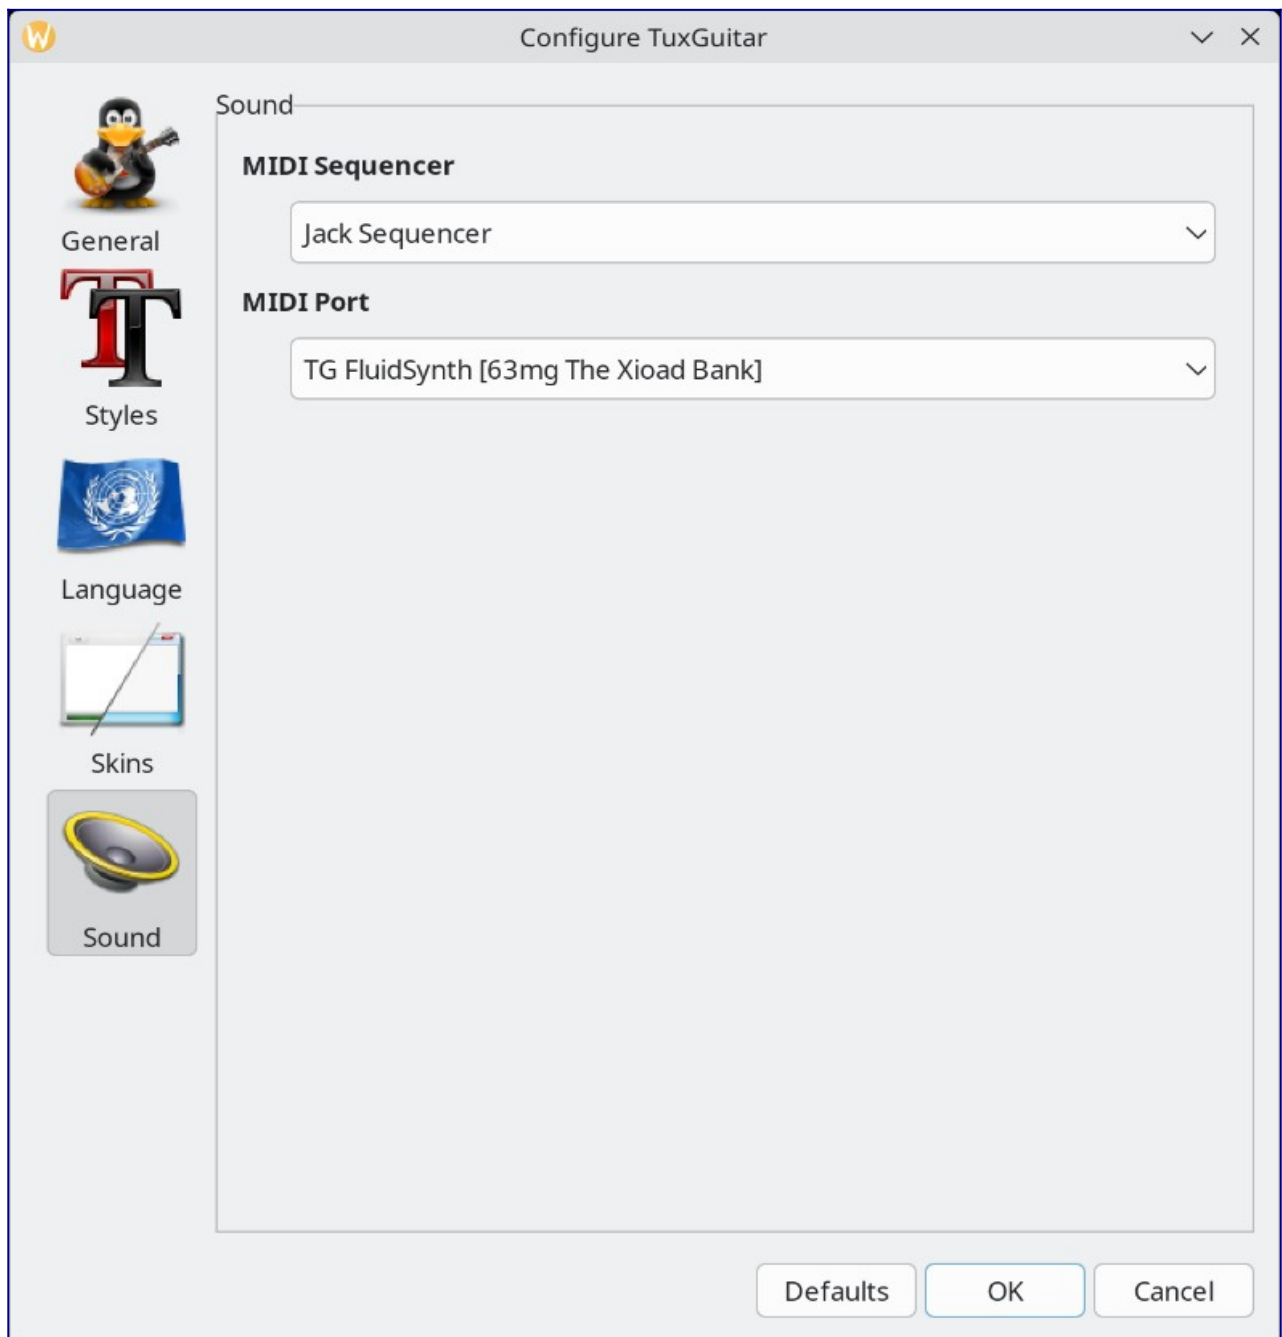 Configure TuxGuitar
General
Styles
Language
Skins
Sound
Sound
MIDI Sequencer
Jack Sequencer
MIDI Port
TG FluidSynth [63mg The Xioad Bank]
Defaults
OK
Cancel